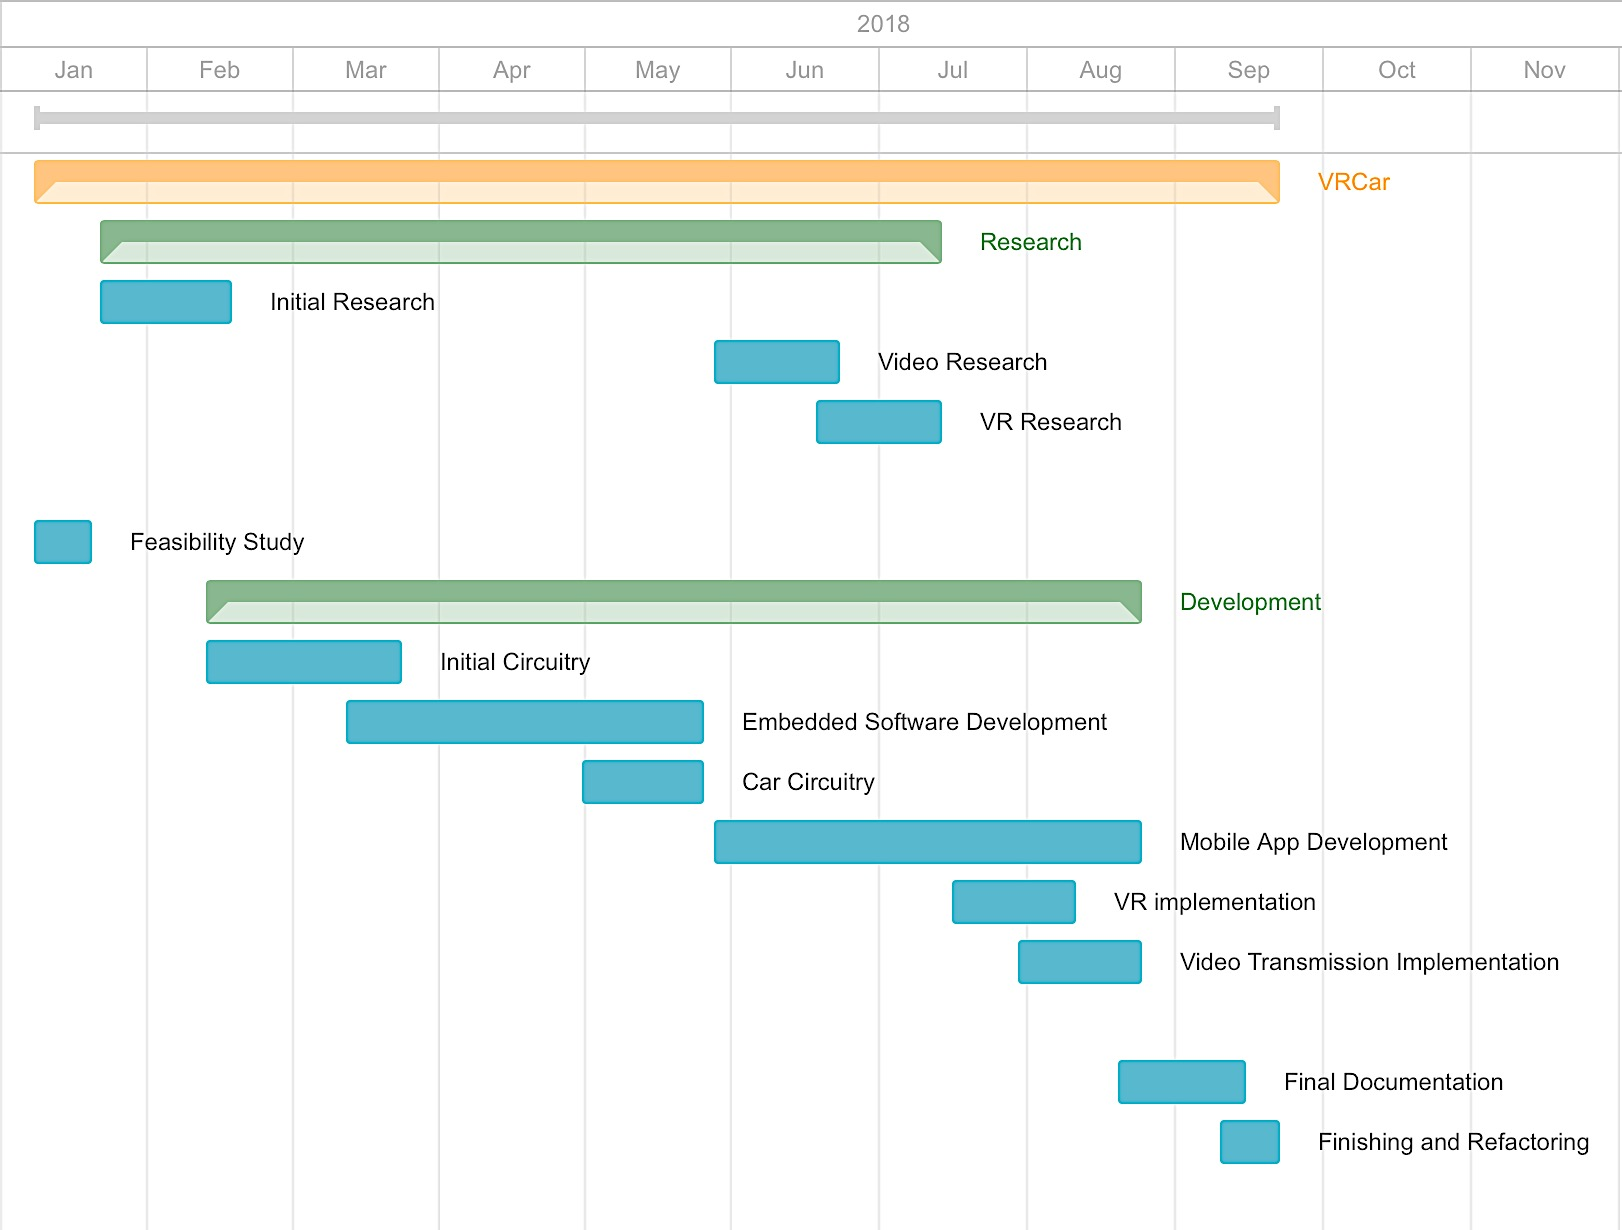 2018
Jan Feb Mar Apr May Jun Jul Aug Sep Oct Nov
VRCar
Research
Initial Research
Video Research
VR Research
Feasibility Study
Development
Initial Circuitry
Embedded Software Development
Car Circuitry
Mobile App Development
VR implementation
Video Transmission Implementation
Final Documentation
Finishing and Refactoring